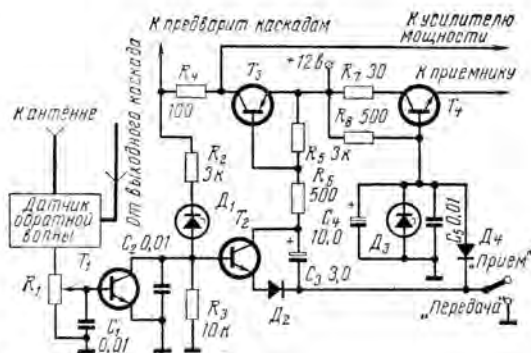 К предварит каскадам
К усилителю
мощности
К антенне
От выходного каскада
R4
100
T3
+12 в
R7 30
К приемнику
R8 500
T4
R2
3к
R5 3к
R6
500
Датчик
обратной
волны
Д1
T1
C2 0,01
T2
C4
10,0
Д3
C5 0,01
Д4
R1
C1
0,01
R3
10к
Д2
C3 3,0
„Прием"
„Передача"